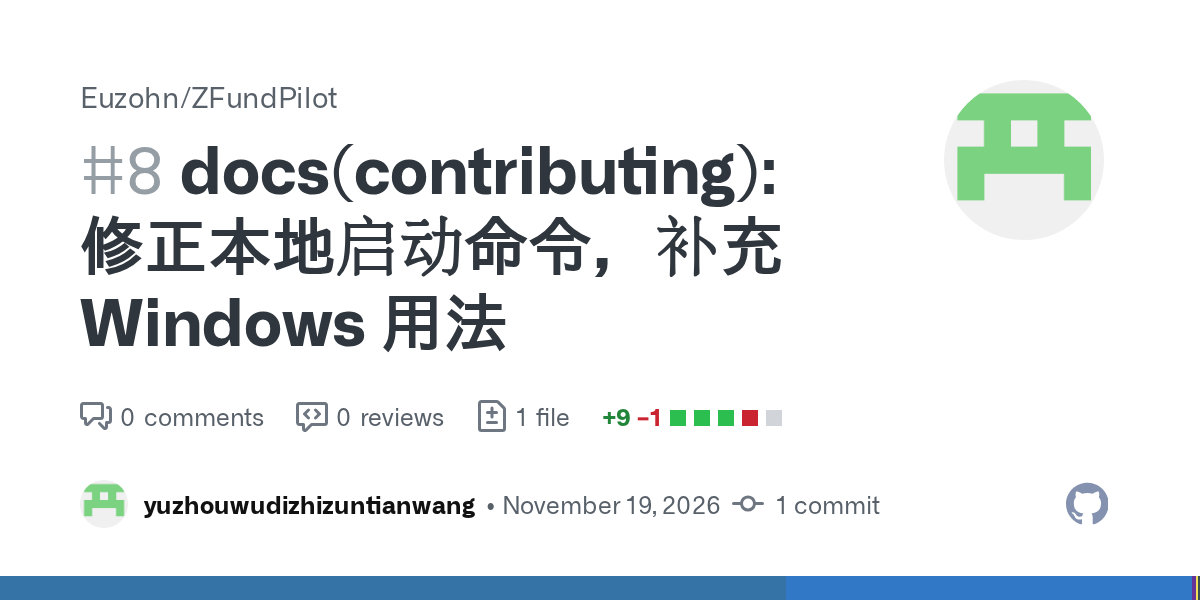 Euzohn/ZFundPilot
#8 docs(contributing):
修正本地启动命令，补充
Windows 用法
0 comments 0 reviews 1 file +9 −1
yuzhouwudizhizuntianwang • November 19, 2026 1 commit